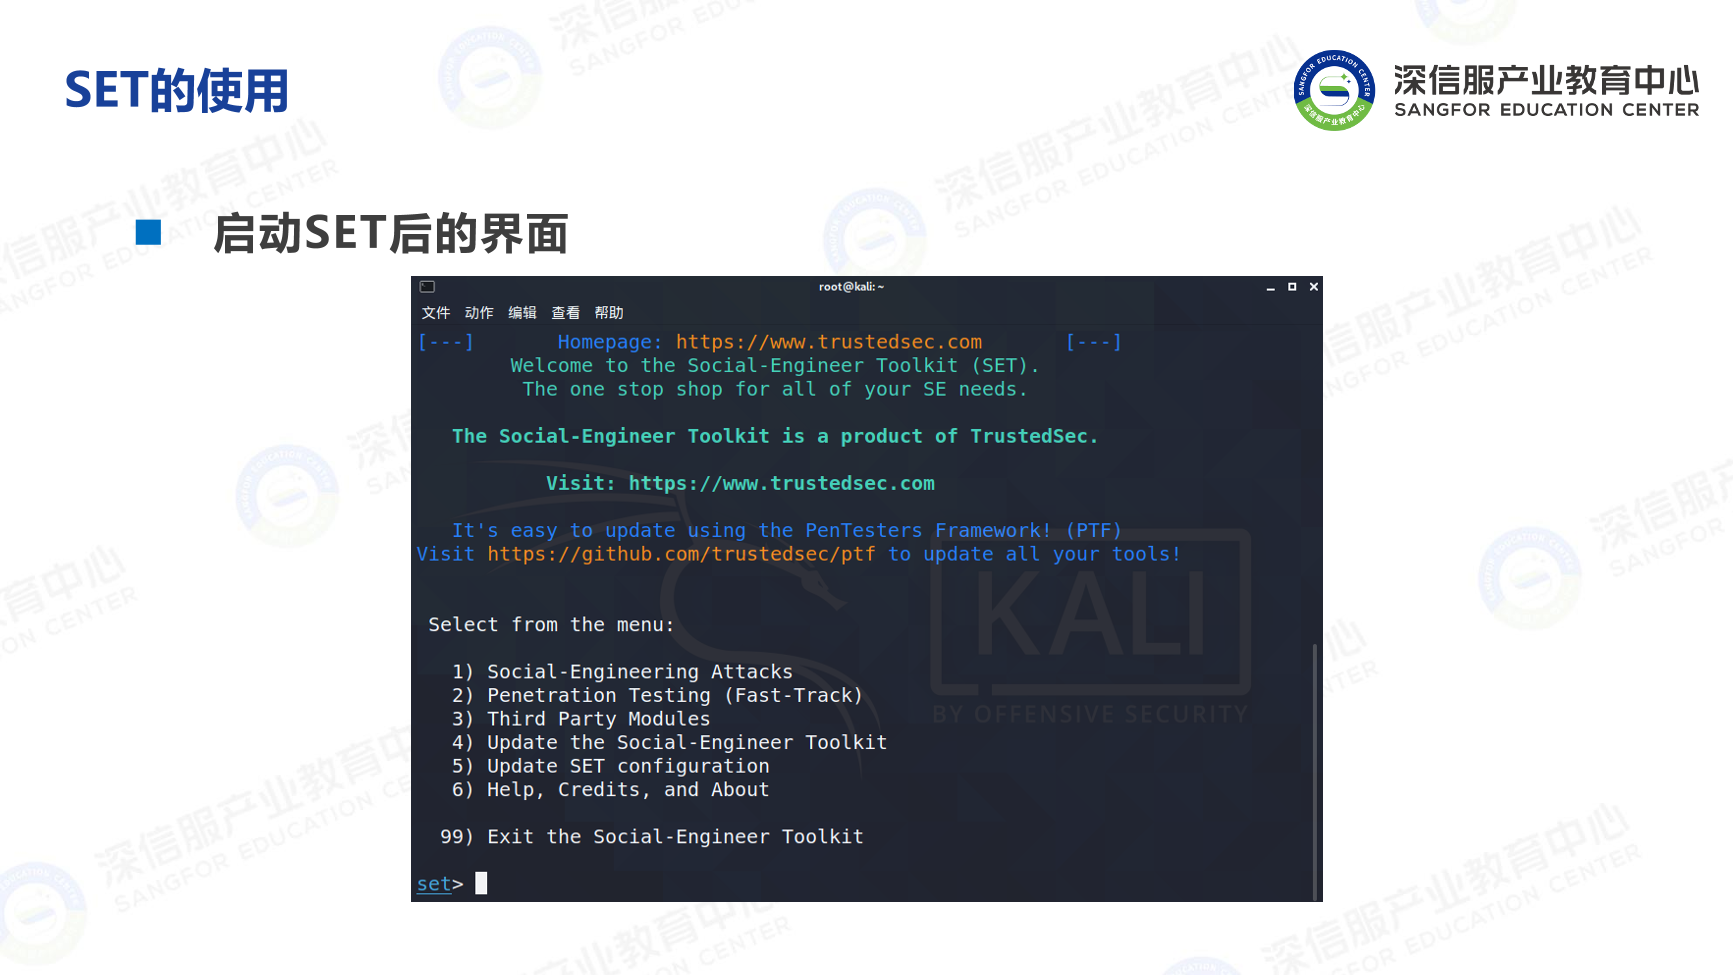 SET的使用
深信服产业教育中心
SANGFOR EDUCATION CENTER
启动SET后的界面
root@kali: ~
文件 动作 编辑 查看 帮助
[---] Homepage: https://www.trustedsec.com [---]
Welcome to the Social-Engineer Toolkit (SET).
The one stop shop for all of your SE needs.
The Social-Engineer Toolkit is a product of TrustedSec.
Visit: https://www.trustedsec.com
It's easy to update using the PenTesters Framework! (PTF)
Visit https://github.com/trustedsec/ptf to update all your tools!
Select from the menu:
1) Social-Engineering Attacks
2) Penetration Testing (Fast-Track)
3) Third Party Modules
4) Update the Social-Engineer Toolkit
5) Update SET configuration
6) Help, Credits, and About
99) Exit the Social-Engineer Toolkit
set>
KALI
BY OFFENSIVE SECURITY